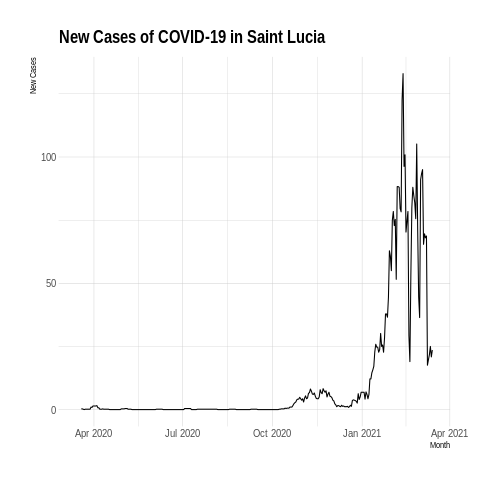 New Cases of COVID-19 in Saint Lucia
New Cases
100
50
0
Apr 2020 Jul 2020 Oct 2020 Jan 2021 Apr 2021
Month